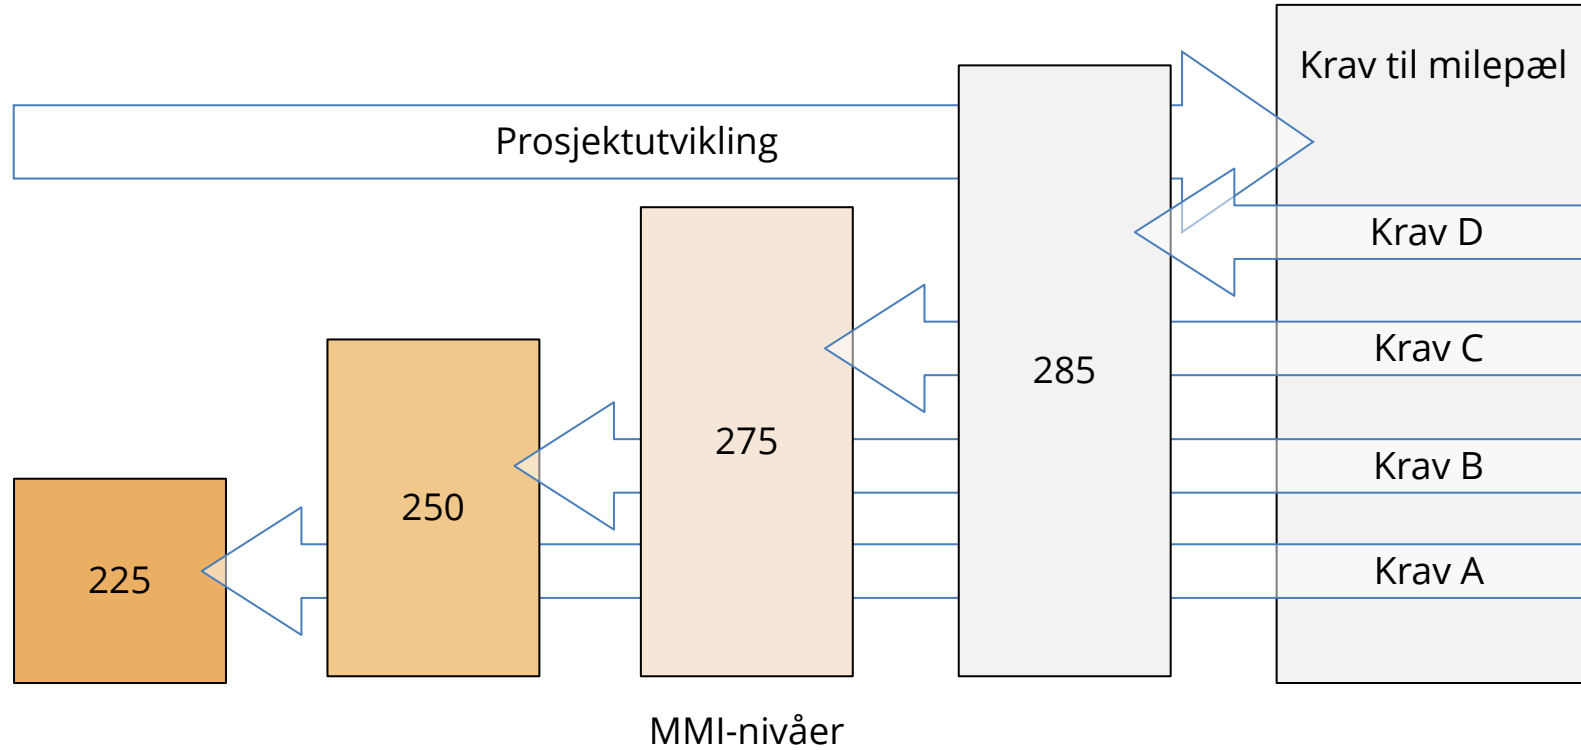 Krav til milepæl
Prosjektutvikling
Krav D
Krav C
285
275
Krav B
250
Krav A
225
MMI-nivåer